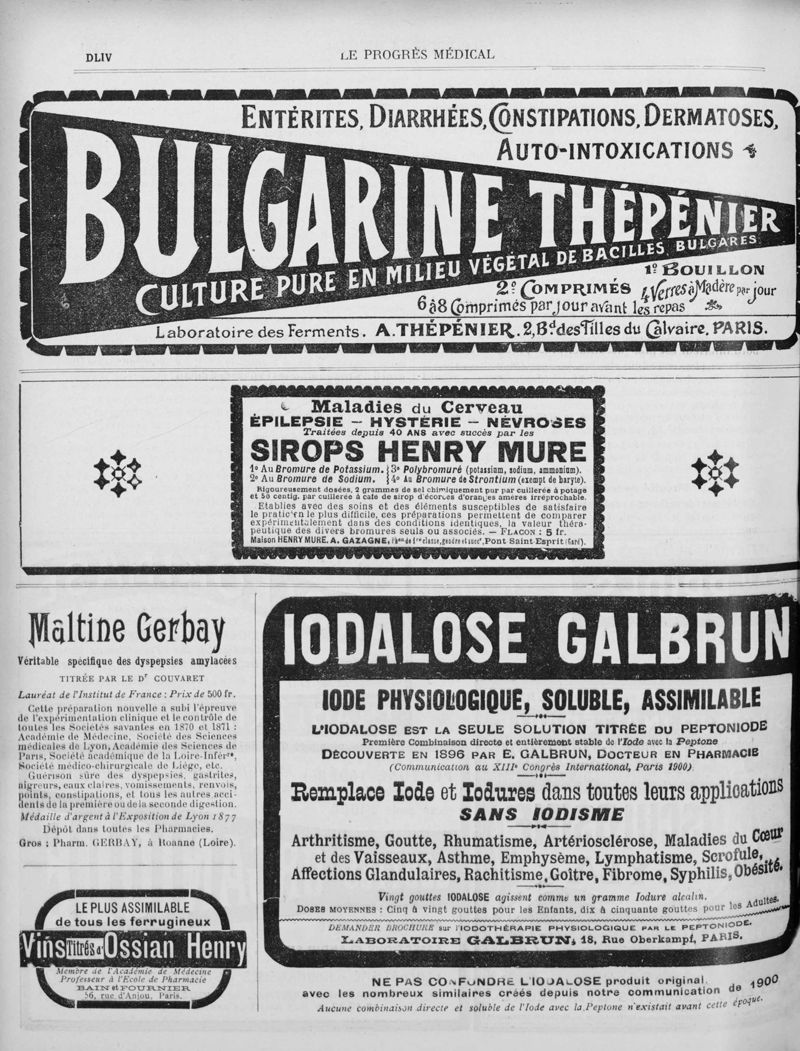 DLIV
LE PROGRÈS MÉDICAL
ENTÉRITES, DIARRHÉES, CONSTIPATIONS, DERMATOSES,
AUTO-INTOXICATIONS
BULGARINE THÉPÉNIER
CULTURE PURE EN MILIEU VÉGÉTAL DE BACILLES BULGARES
1º BOUILLON
4 Verres à Madère par jour
2º COMPRIMÉS
6 à 8 Comprimés par jour avant les repas
Laboratoire des Ferments. A. THÉPÉNIER. 2, Bd des Filles du Calvaire. PARIS.
Maladies du Cerveau
ÉPILEPSIE — HYSTÉRIE — NÉVROSES
Traitées depuis 40 ANS avec succès par les
SIROPS HENRY MURE
1º Au Bromure de Potassium. } 3º Polybromuré (potassium, sodium, ammonium).
2º Au Bromure de Sodium. } 4º Au Bromure de Strontium (exempt de baryte).
Rigoureusement dosées, 2 grammes de sel chimiquement pur par cuillerée à potage
et 50 centig. par cuillerée à café de sirop d'écorces d'oranges amères irréprochable.
Etablies avec des soins et des éléments susceptibles de satisfaire
le praticien le plus difficile, ces préparations permettent de comparer
expérimentalement dans des conditions identiques, la valeur théra-
peutique des divers bromures seuls ou associés. — FLACON : 5 fr.
Maison HENRY MURE. A. GAZAGNE, Phen de 1re classe, gendre et succr, Pont Saint-Esprit (Gard).
Maltine Gerbay
Véritable spécifique des dyspepsies amylacées
TITRÉE PAR LE Dr COUVARET
Lauréat de l'Institut de France : Prix de 500 fr.
Cette préparation nouvelle a subi l'épreuve
de l'expérimentation clinique et le contrôle de
toutes les Sociétés savantes en 1870 et 1871 :
Académie de Médecine, Société des Sciences
médicales de Lyon, Académie des Sciences de
Paris, Société académique de la Loire-Inférre,
Société médico-chirurgicale de Liége, etc.
Guérison sûre des dyspepsies, gastrites,
aigreurs, eaux claires, vomissements, renvois,
points, constipations, et tous les autres acci-
dents de la première ou de la seconde digestion.
Médaille d'argent à l'Exposition de Lyon 1877
Dépôt dans toutes les Pharmacies.
Gros : Pharm. GERBAY, à Roanne (Loire).
LE PLUS ASSIMILABLE
de tous les ferrugineux
Vins titrés d'Ossian Henry
Membre de l'Académie de Médecine
Professeur à l'Ecole de Pharmacie
BAIN et FOURNIER
56, rue d'Anjou, Paris.
IODALOSE GALBRUN
IODE PHYSIOLOGIQUE, SOLUBLE, ASSIMILABLE
L'IODALOSE EST LA SEULE SOLUTION TITRÉE DU PEPTONIODE
Première Combinaison directe et entièrement stable de l'Iode avec la Peptone
DÉCOUVERTE EN 1896 PAR E. GALBRUN, DOCTEUR EN PHARMACIE
(Communication au XIIIe Congrès International, Paris 1900).
Remplace Iode et Iodures dans toutes leurs applications
SANS IODISME
Arthritisme, Goutte, Rhumatisme, Artériosclérose, Maladies du Cœur
et des Vaisseaux, Asthme, Emphysème, Lymphatisme, Scrofule,
Affections Glandulaires, Rachitisme, Goître, Fibrome, Syphilis, Obésité.
Vingt gouttes IODALOSE agissent comme un gramme Iodure alcalin.
DOSES MOYENNES : Cinq à vingt gouttes pour les Enfants, dix à cinquante gouttes pour les Adultes.
DEMANDER BROCHURE sur l'IODOTHÉRAPIE PHYSIOLOGIQUE PAR LE PEPTONIODE.
LABORATOIRE GALBRUN, 18, Rue Oberkampf, PARIS.
NE PAS CONFONDRE L'IODALOSE produit original,
avec les nombreux similaires créés depuis notre communication de 1900
Aucune combinaison directe et soluble de l'Iode avec la Peptone n'existait avant cette époque.